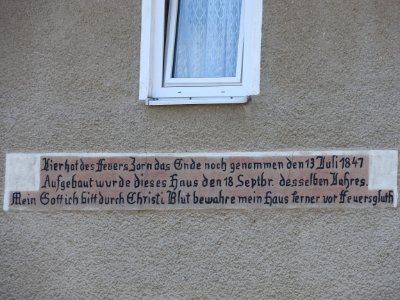 Hier hat des Feuers Zorn das Ende noch genommen den 13 Juli 1847
Aufgebaut wurde dieses Haus den 18 Septbr. desselben Jahres.
Mein Gott ich bitt durch Christi Blut bewahre mein Haus ferner vor Feuersgluth